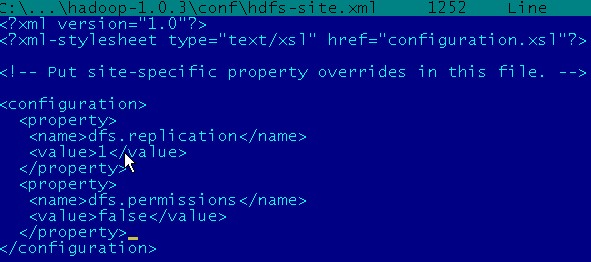 c:\...\hadoop-1.0.3\conf\hdfs-site.xml 1252 Line
<?xml version="1.0"?>
<?xml-stylesheet type="text/xsl" href="configuration.xsl"?>
<!-- Put site-specific property overrides in this file. -->
<configuration>
<property>
<name>dfs.replication</name>
<value>1</value>
</property>
<property>
<name>dfs.permissions</name>
<value>false</value>
</property>
</configuration>